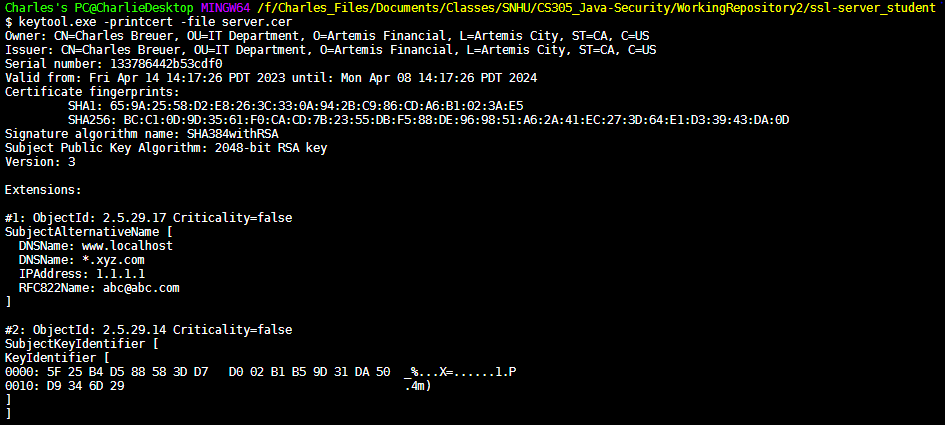 Charles's PC@CharlieDesktop MINGW64 /f/Charles_Files/Documents/Classes/SNHU/CS305_Java-Security/WorkingRepository2/ssl-server_student
$ keytool.exe -printcert -file server.cer
Owner: CN=Charles Breuer, OU=IT Department, O=Artemis Financial, L=Artemis City, ST=CA, C=US
Issuer: CN=Charles Breuer, OU=IT Department, O=Artemis Financial, L=Artemis City, ST=CA, C=US
Serial number: 133786442b53cdf0
Valid from: Fri Apr 14 14:17:26 PDT 2023 until: Mon Apr 08 14:17:26 PDT 2024
Certificate fingerprints:
SHA1: 65:9A:25:58:D2:E8:26:3C:33:0A:94:2B:C9:86:CD:A6:B1:02:3A:E5
SHA256: BC:C1:0D:9D:35:61:F0:CA:CD:7B:23:55:DB:F5:88:DE:96:98:51:A6:2A:41:EC:27:3D:64:E1:D3:39:43:DA:0D
Signature algorithm name: SHA384withRSA
Subject Public Key Algorithm: 2048-bit RSA key
Version: 3
Extensions:
#1: ObjectId: 2.5.29.17 Criticality=false
SubjectAlternativeName [
DNSName: www.localhost
DNSName: *.xyz.com
IPAddress: 1.1.1.1
RFC822Name: abc@abc.com
]
#2: ObjectId: 2.5.29.14 Criticality=false
SubjectKeyIdentifier [
KeyIdentifier [
0000: 5F 25 B4 D5 88 58 3D D7 D0 02 B1 B5 9D 31 DA 50 _%...X=......1.P
0010: D9 34 6D 29 .4m)
]
]